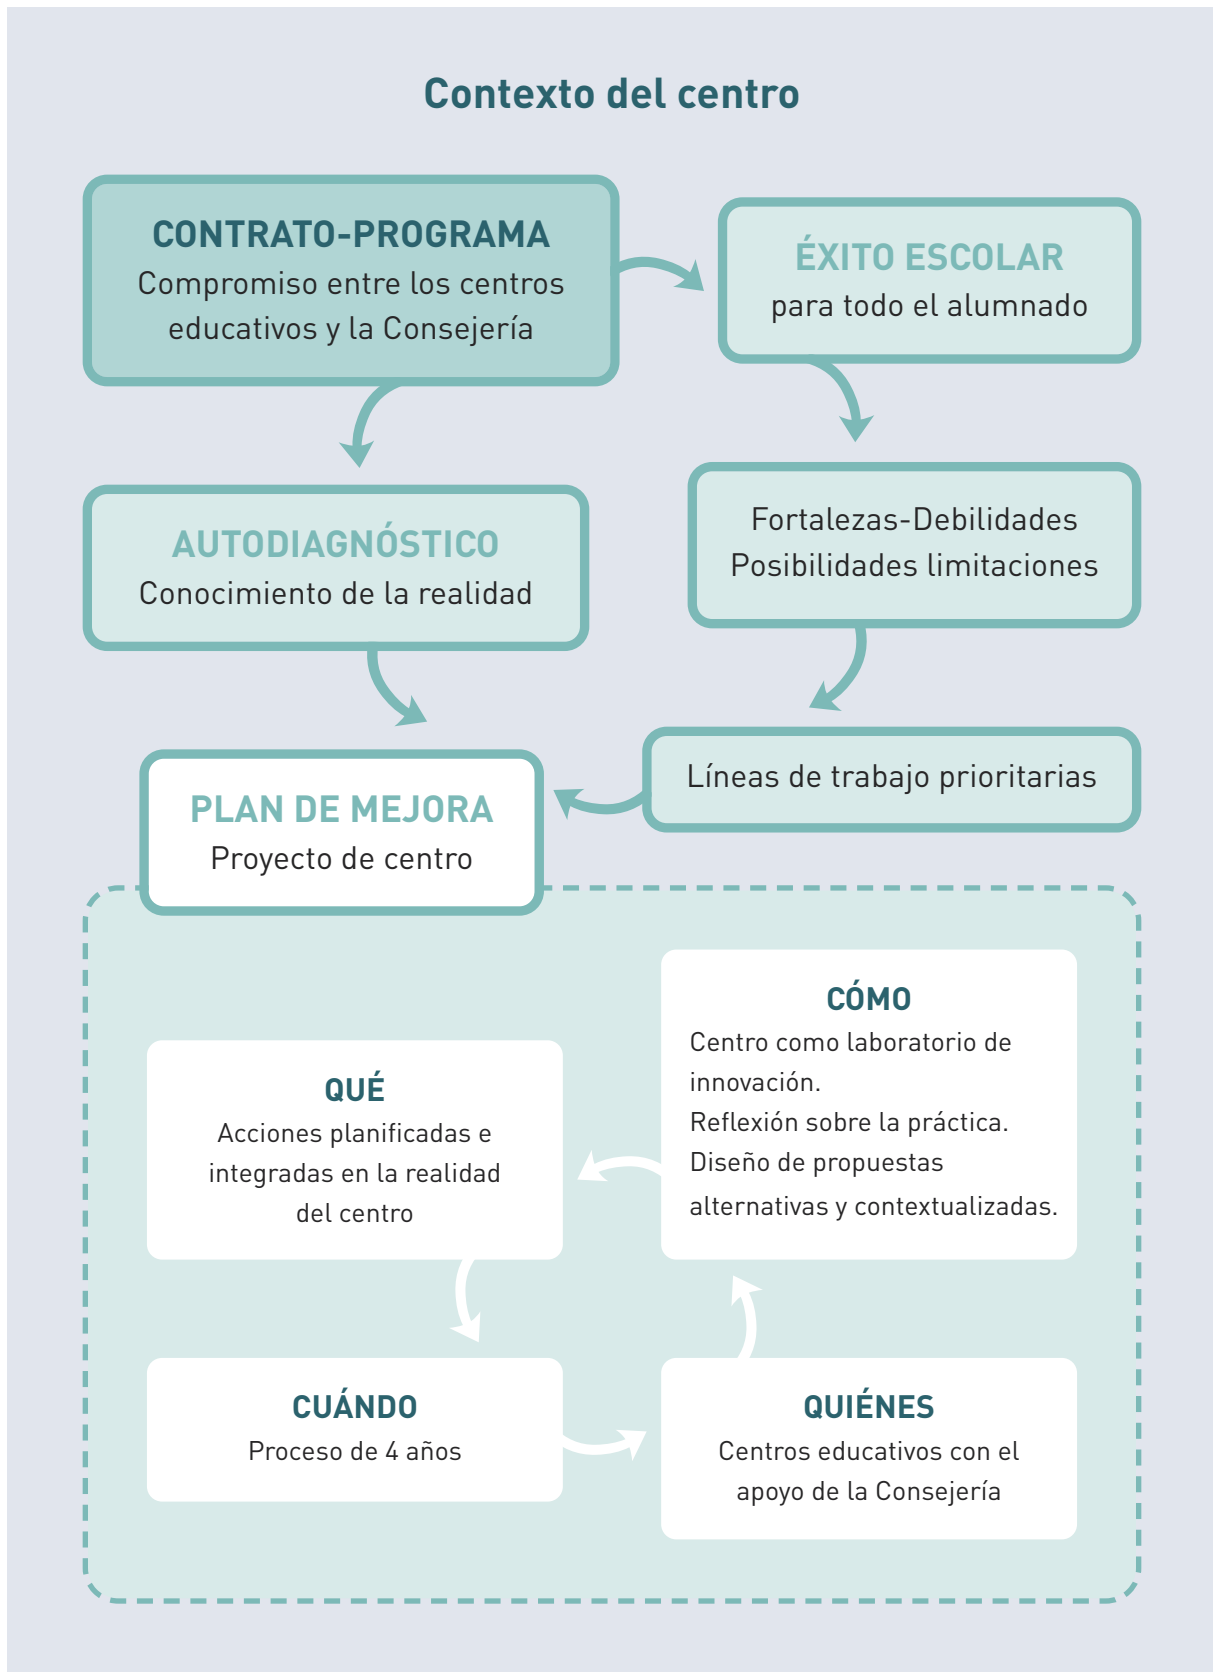 Contexto del centro
CONTRATO-PROGRAMA
Compromiso entre los centros
educativos y la Consejería
ÉXITO ESCOLAR
para todo el alumnado
AUTODIAGNÓSTICO
Conocimiento de la realidad
Fortalezas-Debilidades
Posibilidades limitaciones
Líneas de trabajo prioritarias
PLAN DE MEJORA
Proyecto de centro
QUÉ
Acciones planificadas e
integradas en la realidad
del centro
CÓMO
Centro como laboratorio de
innovación.
Reflexión sobre la práctica.
Diseño de propuestas
alternativas y contextualizadas.
CUÁNDO
Proceso de 4 años
QUIÉNES
Centros educativos con el
apoyo de la Consejería